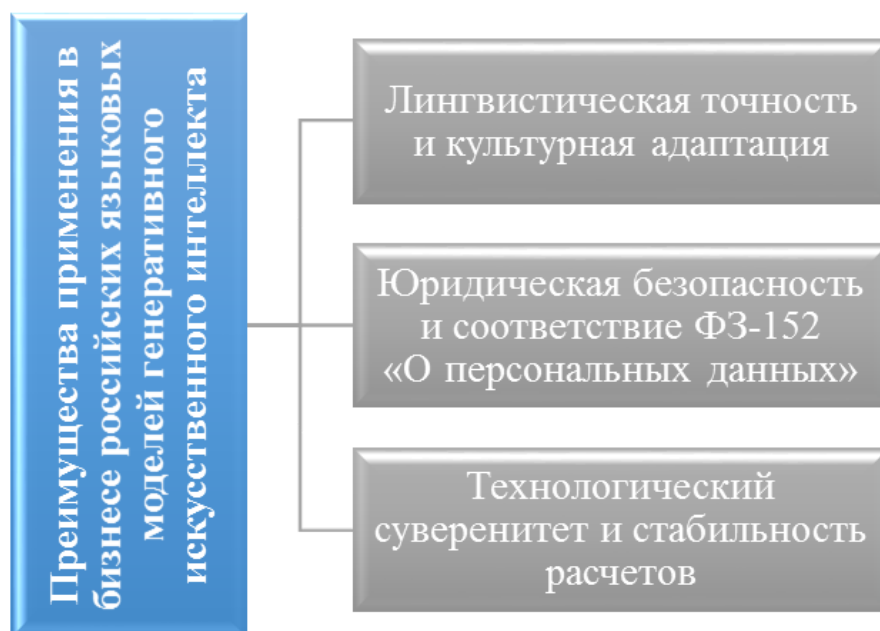 Преимущества применения в
бизнесе российских языковых
моделей генеративного
искусственного интеллекта
Лингвистическая точность
и культурная адаптация
Юридическая безопасность
и соответствие ФЗ-152
«О персональных данных»
Технологический
суверенитет и стабильность
расчетов